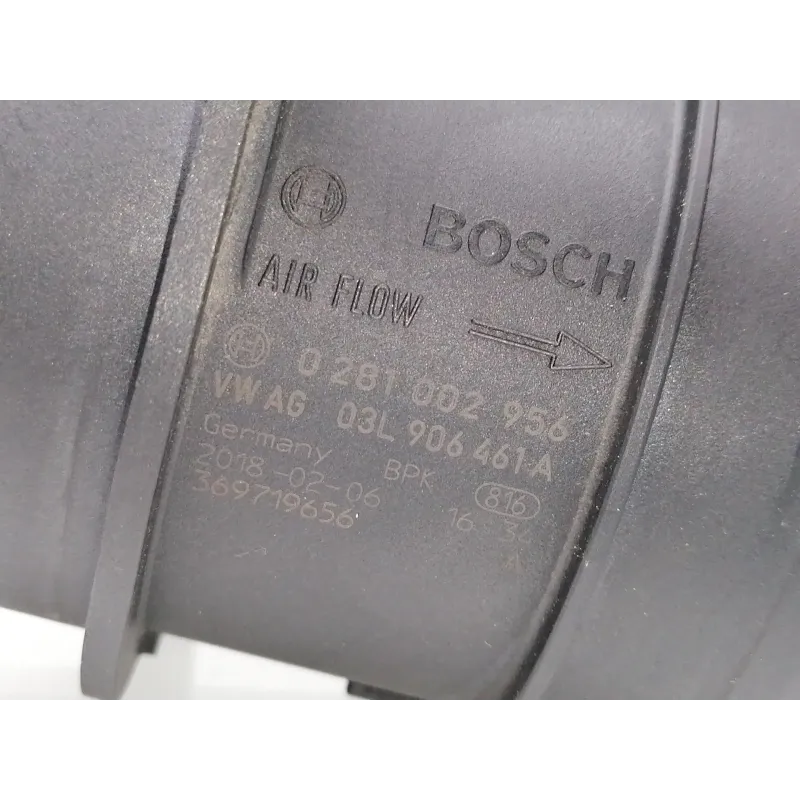 BOSCH
AIR FLOW
0 281 002 956
VW AG 03L 906 461 A
Germany BPK 816
2018-02-06 16 34
369719656 A